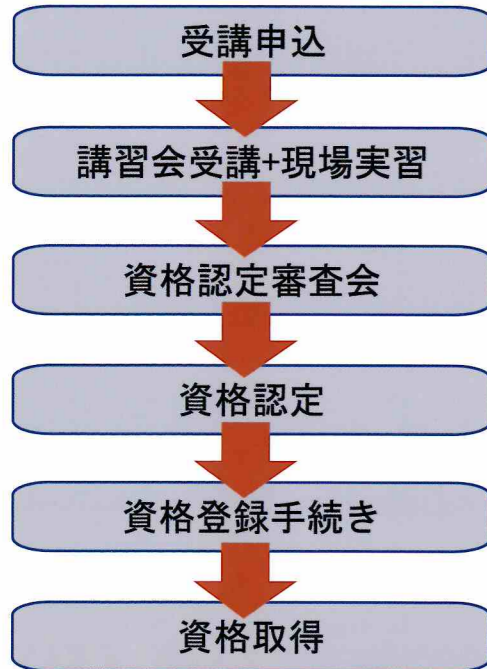 受講申込
講習会受講+現場実習
資格認定審査会
資格認定
資格登録手続き
資格取得